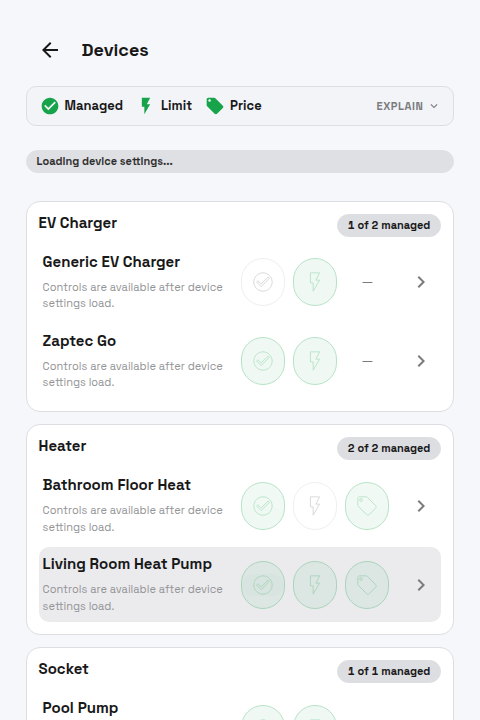 Devices
Managed Limit Price EXPLAIN
Loading device settings...
EV Charger 1 of 2 managed
Generic EV Charger
Controls are available after device
settings load.
—
Zaptec Go
Controls are available after device
settings load.
—
Heater 2 of 2 managed
Bathroom Floor Heat
Controls are available after device
settings load.
Living Room Heat Pump
Controls are available after device
settings load.
Socket 1 of 1 managed
Pool Pump